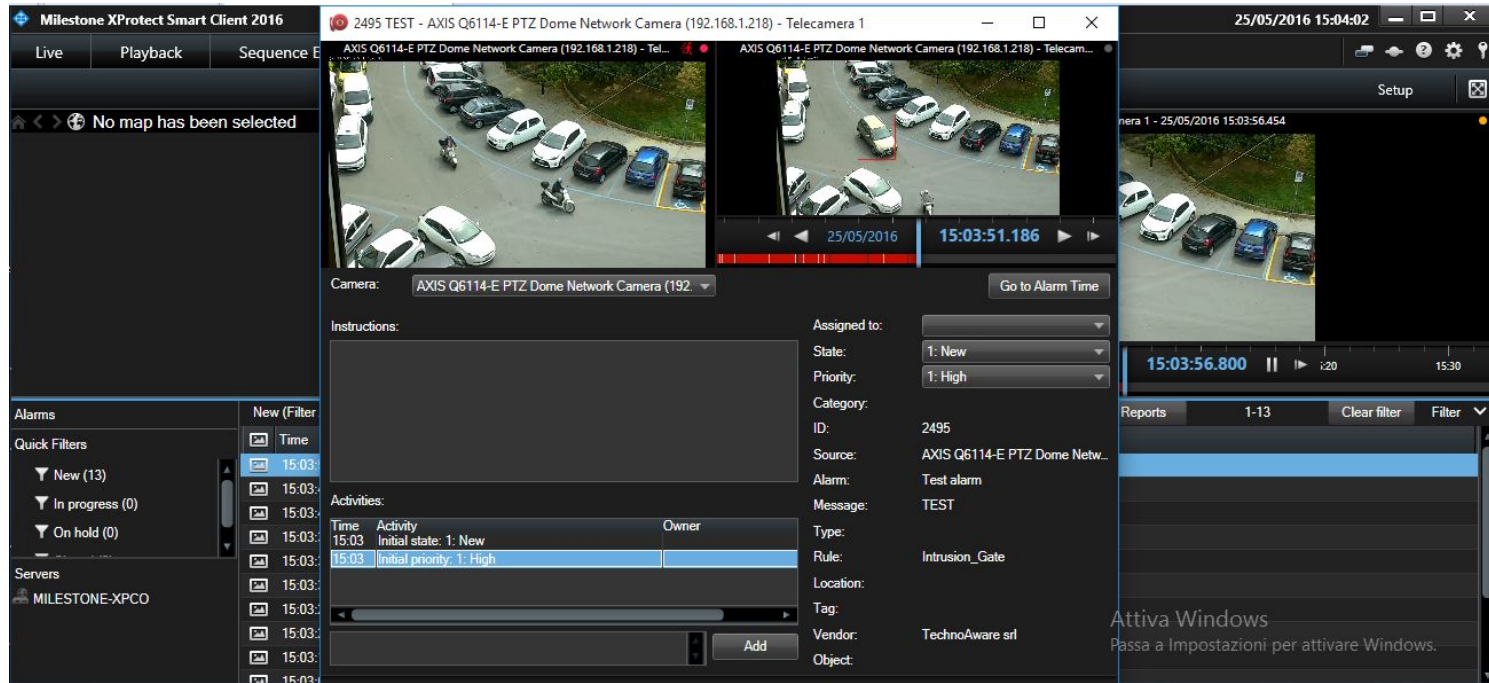 Milestone XProtect Smart Client 2016
25/05/2016 15:04:02
Live
Playback
Sequence E
Setup
No map has been selected
2495 TEST - AXIS Q6114-E PTZ Dome Network Camera (192.168.1.218) - Telecamera 1
AXIS Q6114-E PTZ Dome Network Camera (192.168.1.218) - Tel...
AXIS Q6114-E PTZ Dome Network Camera (192.168.1.218) - Telecam...
nera 1 - 25/05/2016 15:03:56.454
25/05/2016
15:03:51.186
15:03:56.800
:20
15:30
Camera:
AXIS Q6114-E PTZ Dome Network Camera (192.
Go to Alarm Time
Instructions:
Assigned to:
State:
1: New
Priority:
1: High
Category:
ID:
2495
Source:
AXIS Q6114-E PTZ Dome Netw...
Alarm:
Test alarm
Message:
TEST
Type:
Rule:
Intrusion_Gate
Location:
Tag:
Vendor:
TechnoAware srl
Object:
Activities:
Time Activity Owner
15:03 Initial state: 1: New
15:03 Initial priority: 1: High
Add
Alarms
New (Filter
Reports
1-13
Clear filter
Filter
Quick Filters
Time
New (13)
In progress (0)
On hold (0)
Servers
MILESTONE-XPCO
15:03:
15:03:
15:03:
15:03:
15:03:
15:03:
15:03:
15:03:
15:03:
15:03:
Attiva Windows
Passa a Impostazioni per attivare Windows.